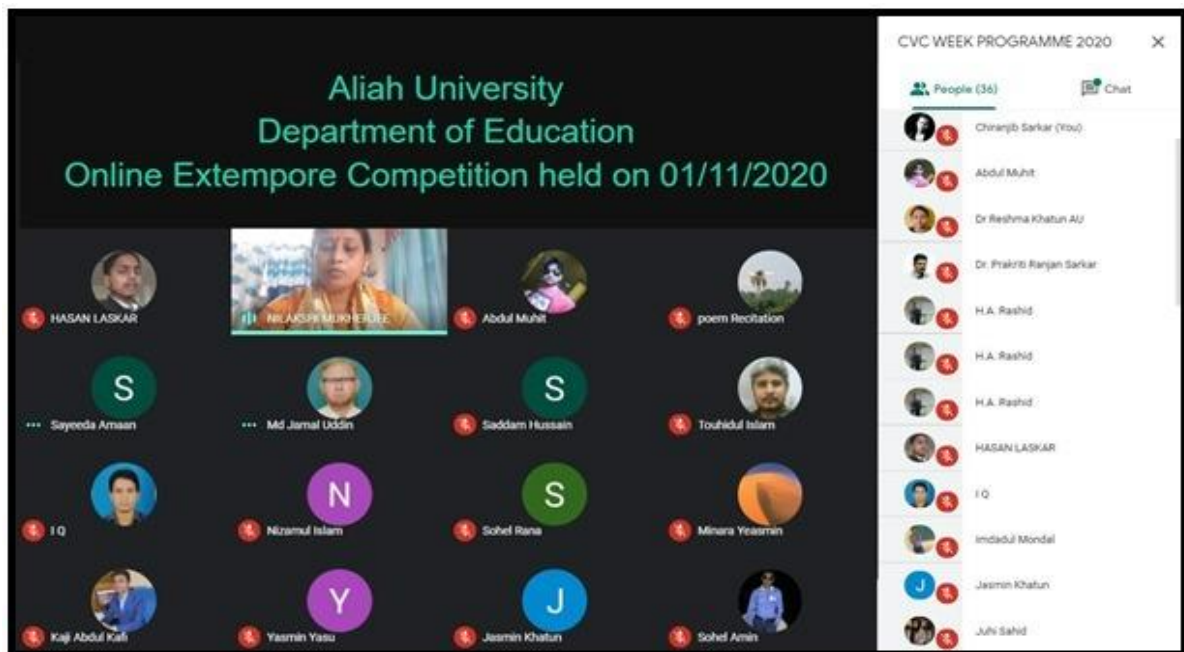 Aliah University
Department of Education
Online Extempore Competition held on 01/11/2020
HASAN LASKAR
NILAKSHI MUKHERJEE
Abdul Muhit
poem Recitation
S
Sayeeda Amaan
Md Jamal Uddin
S
Saddam Hussain
Touhidul Islam
I Q
N
Nizamul Islam
S
Sohel Rana
Minara Yeasmin
Kaji Abdul Kafi
Y
Yasmin Yasu
J
Jasmin Khatun
Sohel Amin
CVC WEEK PROGRAMME 2020
People (36)
Chat
Chiranjib Sarkar (You)
Abdul Muhit
Dr Reshma Khatun AU
Dr. Prakriti Ranjan Sarkar
H.A. Rashid
H.A. Rashid
H.A. Rashid
HASAN LASKAR
I Q
Imdadul Mondal
J
Jasmin Khatun
Juhi Sahid